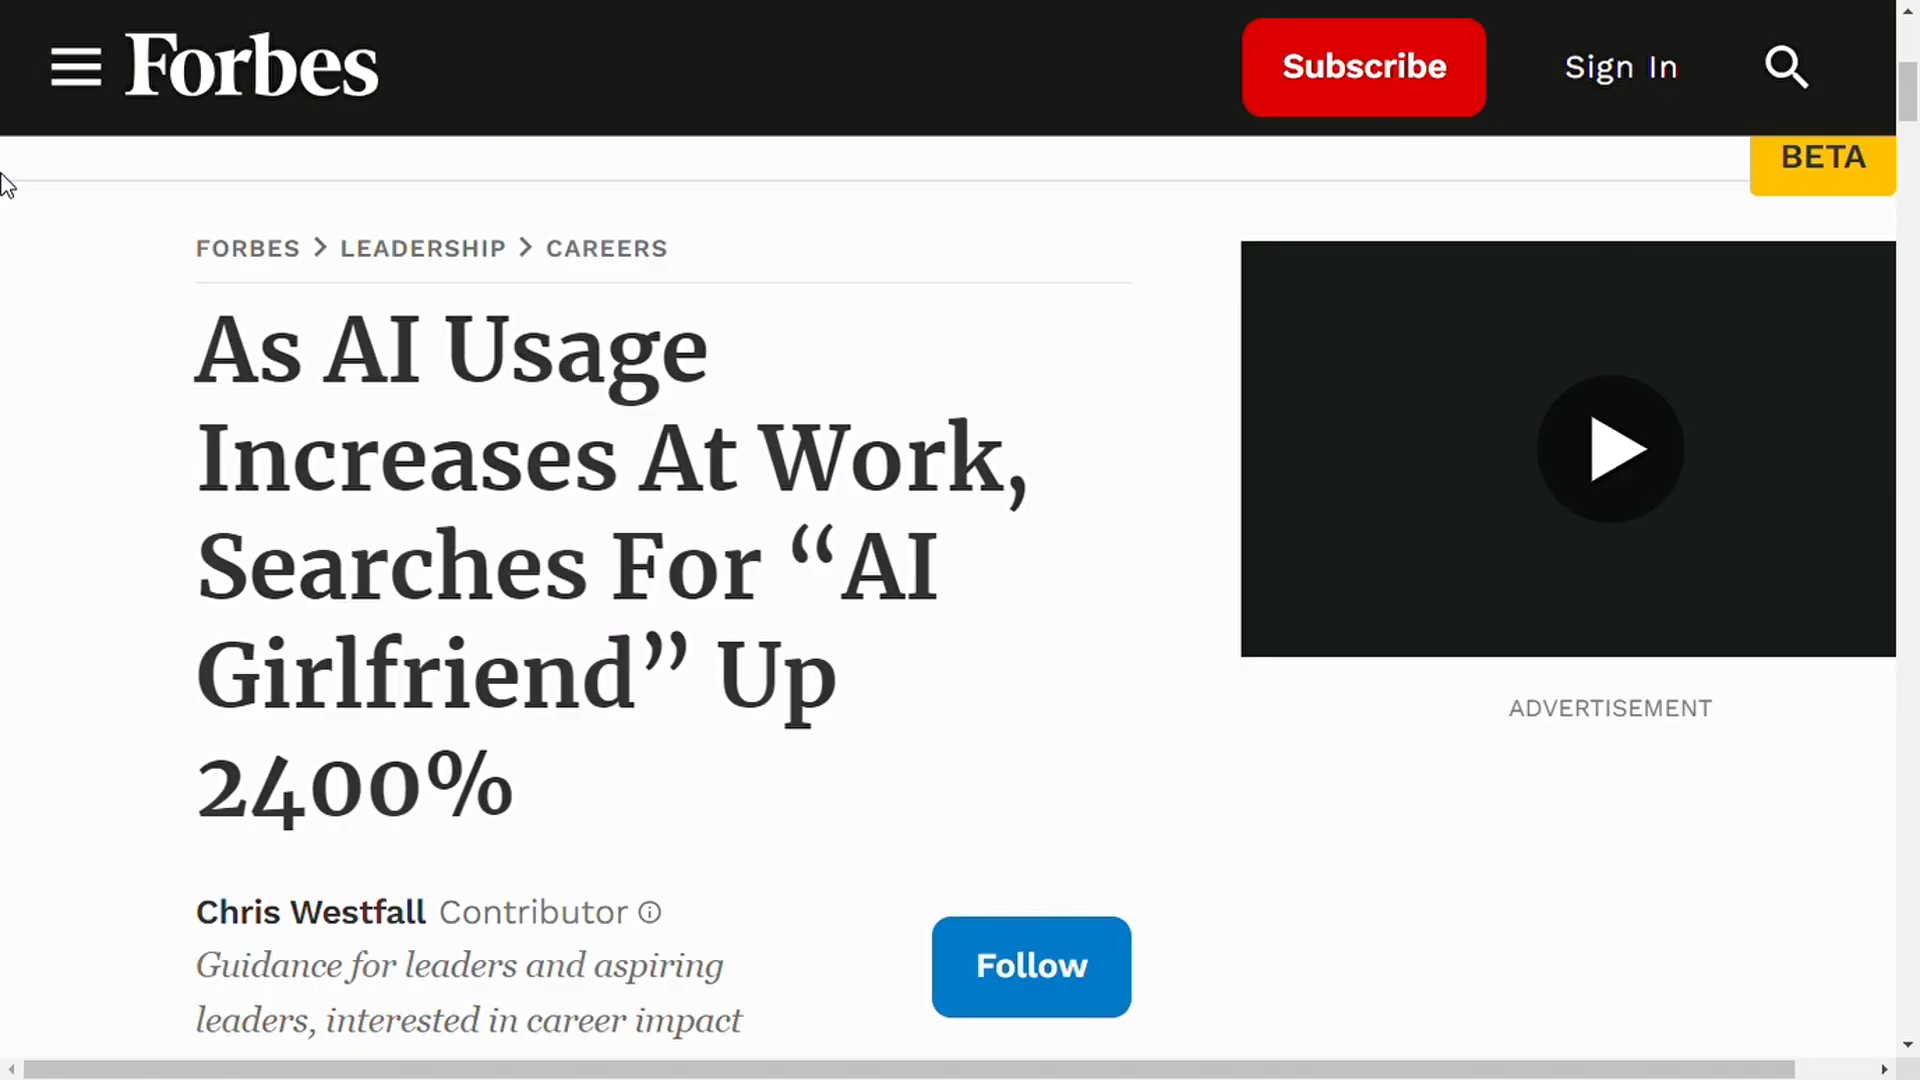 Forbes
Subscribe
Sign In
BETA
FORBES > LEADERSHIP > CAREERS
As AI Usage
Increases At Work,
Searches For “AI
Girlfriend” Up
2400%
ADVERTISEMENT
Chris Westfall Contributor
Guidance for leaders and aspiring
leaders, interested in career impact
Follow